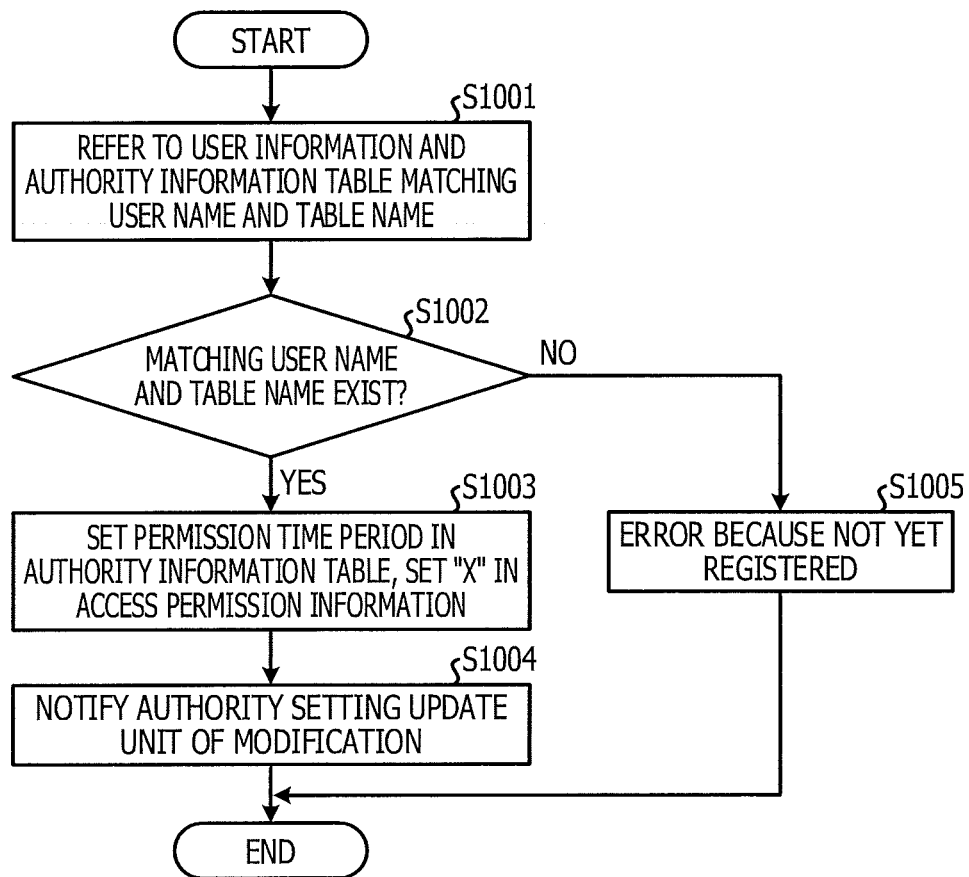 START
S1001
REFER TO USER INFORMATION AND
AUTHORITY INFORMATION TABLE MATCHING
USER NAME AND TABLE NAME
S1002
MATCHING USER NAME
AND TABLE NAME EXIST?
NO
YES
S1003
SET PERMISSION TIME PERIOD IN
AUTHORITY INFORMATION TABLE, SET "X" IN
ACCESS PERMISSION INFORMATION
S1005
ERROR BECAUSE NOT YET
REGISTERED
S1004
NOTIFY AUTHORITY SETTING UPDATE
UNIT OF MODIFICATION
END